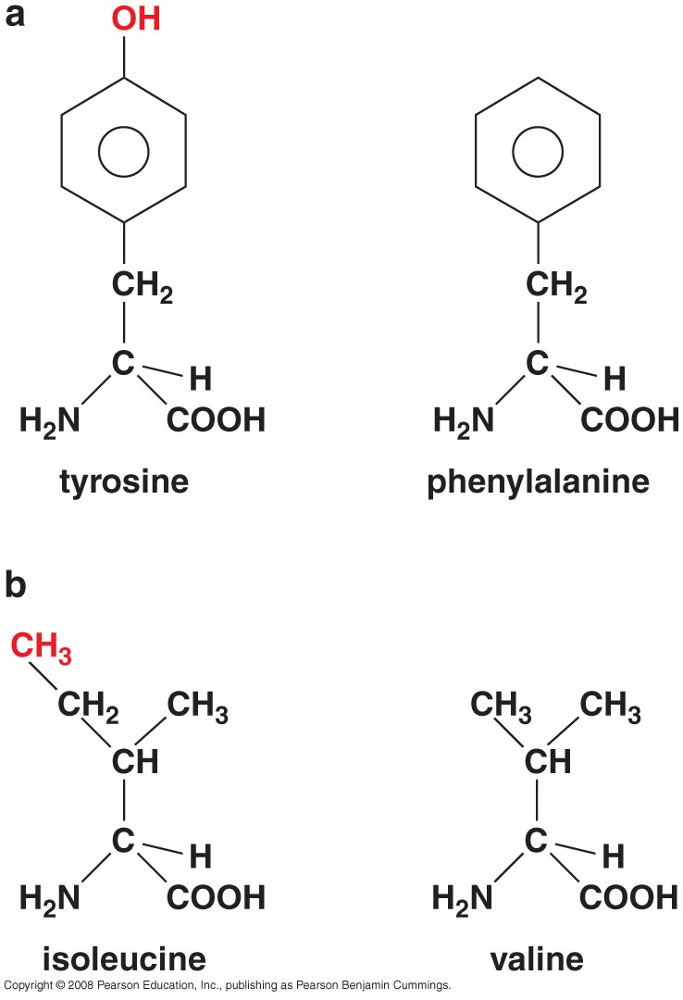 a
OH
CH2 CH2
C H C H
H2N COOH H2N COOH
tyrosine phenylalanine
b
CH3
CH2 CH3 CH3 CH3
CH CH
C H C H
H2N COOH H2N COOH
isoleucine valine
Copyright © 2008 Pearson Education, Inc., publishing as Pearson Benjamin Cummings.